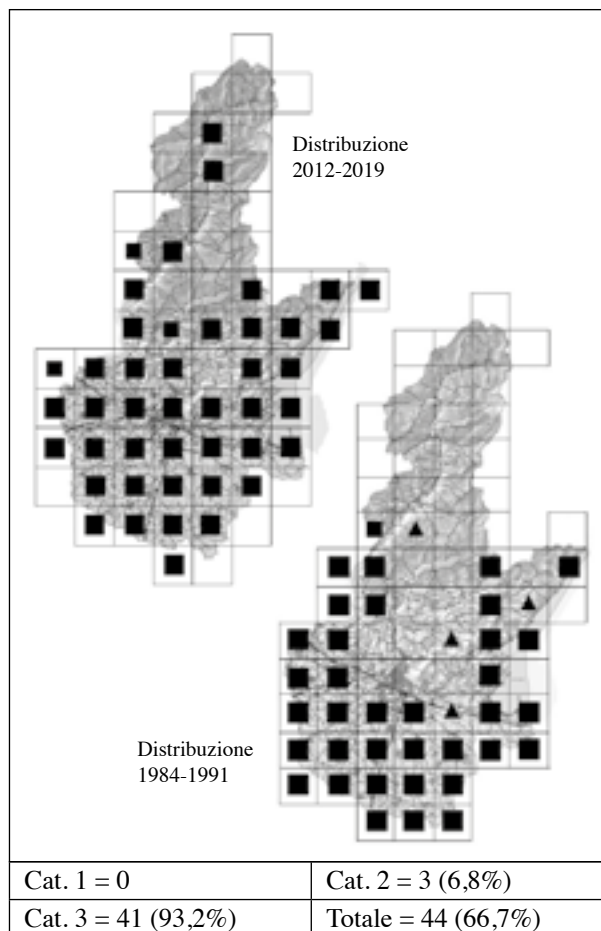 Distribuzione
2012-2019
Distribuzione
1984-1991
Cat. 1 = 0
Cat. 2 = 3 (6,8%)
Cat. 3 = 41 (93,2%)
Totale = 44 (66,7%)